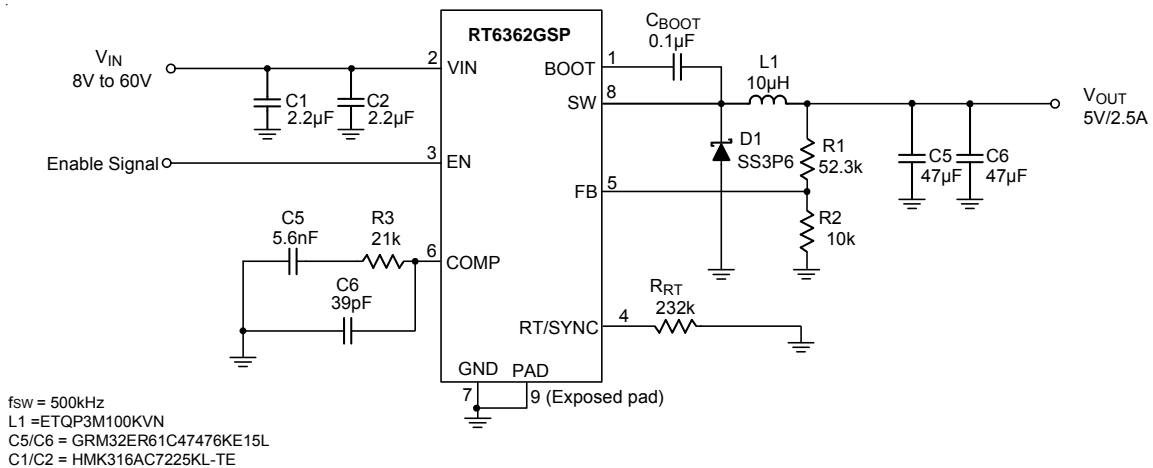 RT6362GSP
CBOOT
0.1µF
VIN
8V to 60V
2
VIN
BOOT
1
L1
10µH
SW
8
VOUT
5V/2.5A
C1
2.2µF
C2
2.2µF
D1
SS3P6
R1
52.3k
C5
47µF
C6
47µF
Enable Signal
3
EN
FB
5
R2
10k
C5
5.6nF
R3
21k
6
COMP
C6
39pF
RRT
232k
RT/SYNC
4
GND
PAD
7
9 (Exposed pad)
fSW = 500kHz
L1 =ETQP3M100KVN
C5/C6 = GRM32ER61C47476KE15L
C1/C2 = HMK316AC7225KL-TE